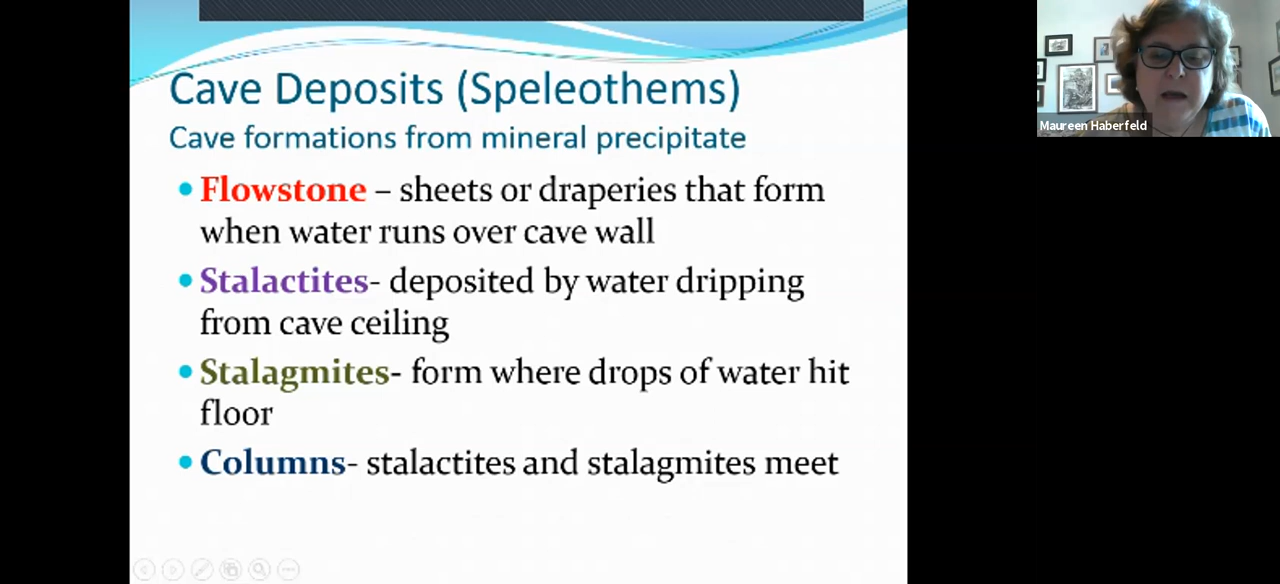 Cave Deposits (Speleothems)
Cave formations from mineral precipitate
Flowstone – sheets or draperies that form
when water runs over cave wall
Stalactites- deposited by water dripping
from cave ceiling
Stalagmites- form where drops of water hit
floor
Columns- stalactites and stalagmites meet
Maureen Haberfeld